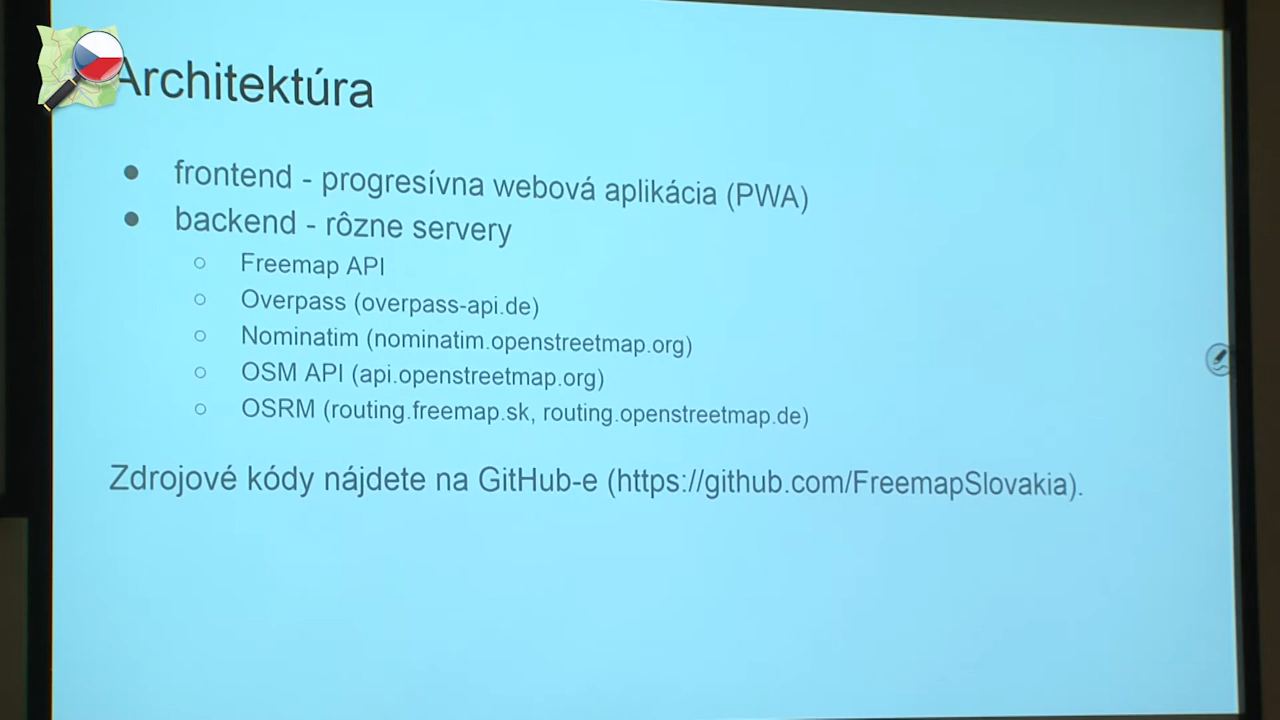 Architektúra
● frontend - progresívna webová aplikácia (PWA)
● backend - rôzne servery
○ Freemap API
○ Overpass (overpass-api.de)
○ Nominatim (nominatim.openstreetmap.org)
○ OSM API (api.openstreetmap.org)
○ OSRM (routing.freemap.sk, routing.openstreetmap.de)
Zdrojové kódy nájdete na GitHub-e (https://github.com/FreemapSlovakia).